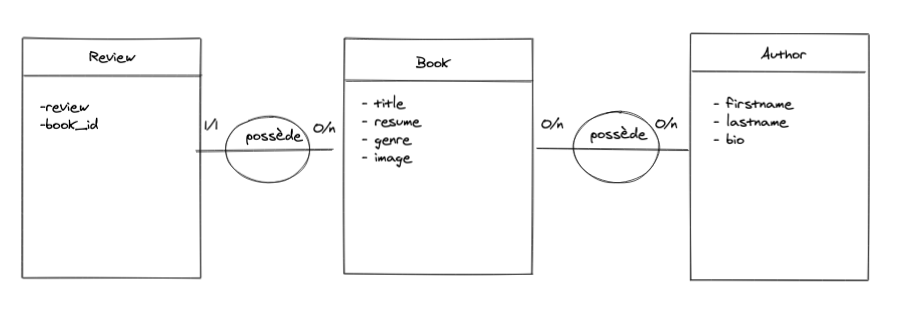 Review
-review
-book_id
1/1
possède
0/n
Book
- title
- resume
- genre
- image
0/n
possède
0/n
Author
- firstname
- lastname
- bio